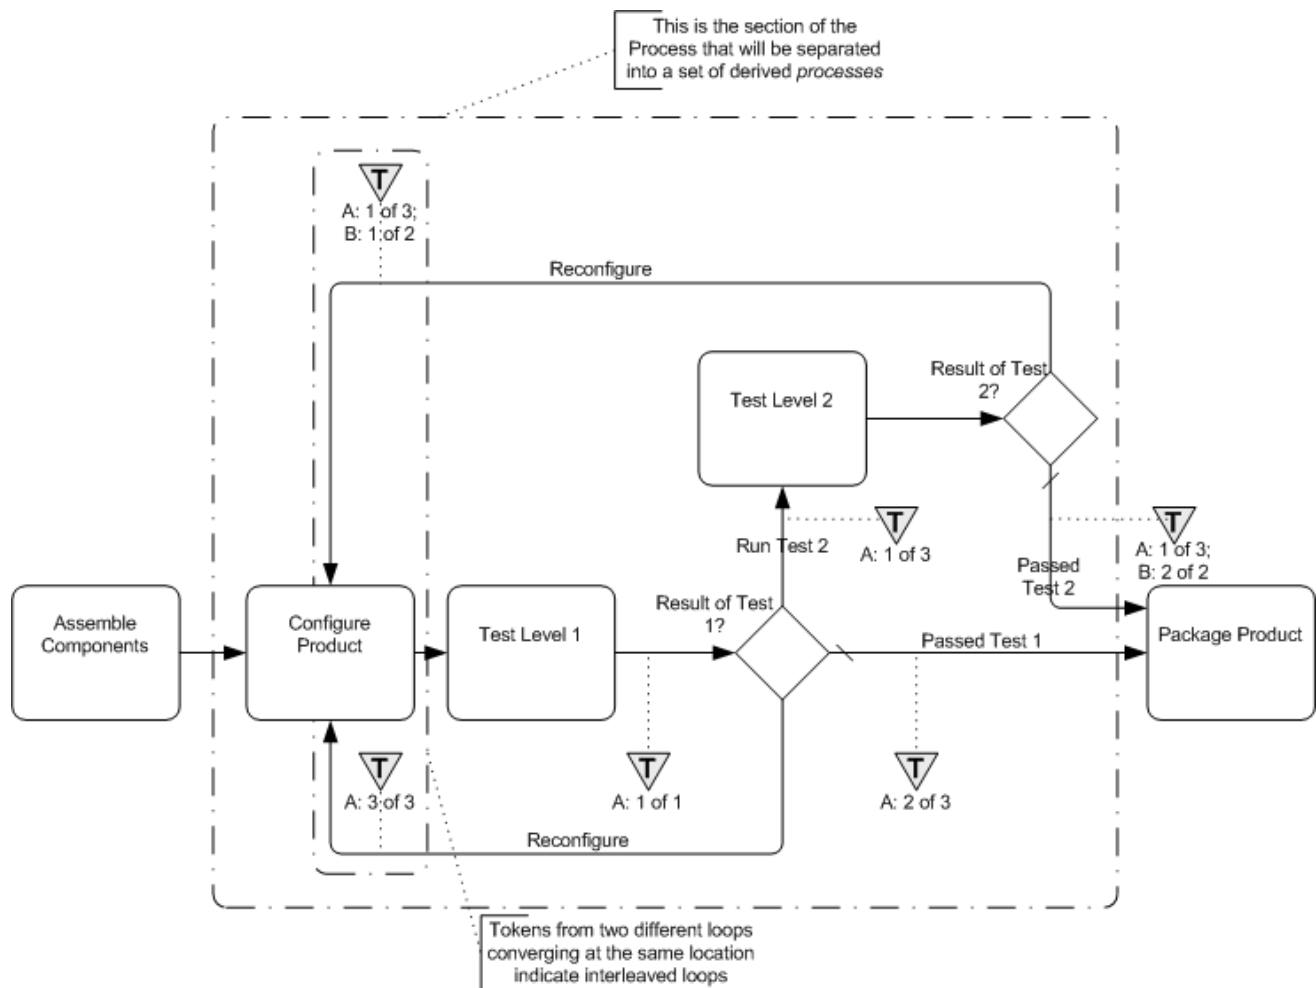 This is the section of the
Process that will be separated
into a set of derived processes
T
A: 1 of 3;
B: 1 of 2
Reconfigure
Test Level 2
Result of Test
2?
T
A: 1 of 3
Run Test 2
T
A: 1 of 3;
B: 2 of 2
Passed
Test 2
Assemble
Components
Configure
Product
Test Level 1
Result of Test
1?
Passed Test 1
Package Product
T
A: 3 of 3
T
A: 1 of 1
T
A: 2 of 3
Reconfigure
Tokens from two different loops
converging at the same location
indicate interleaved loops